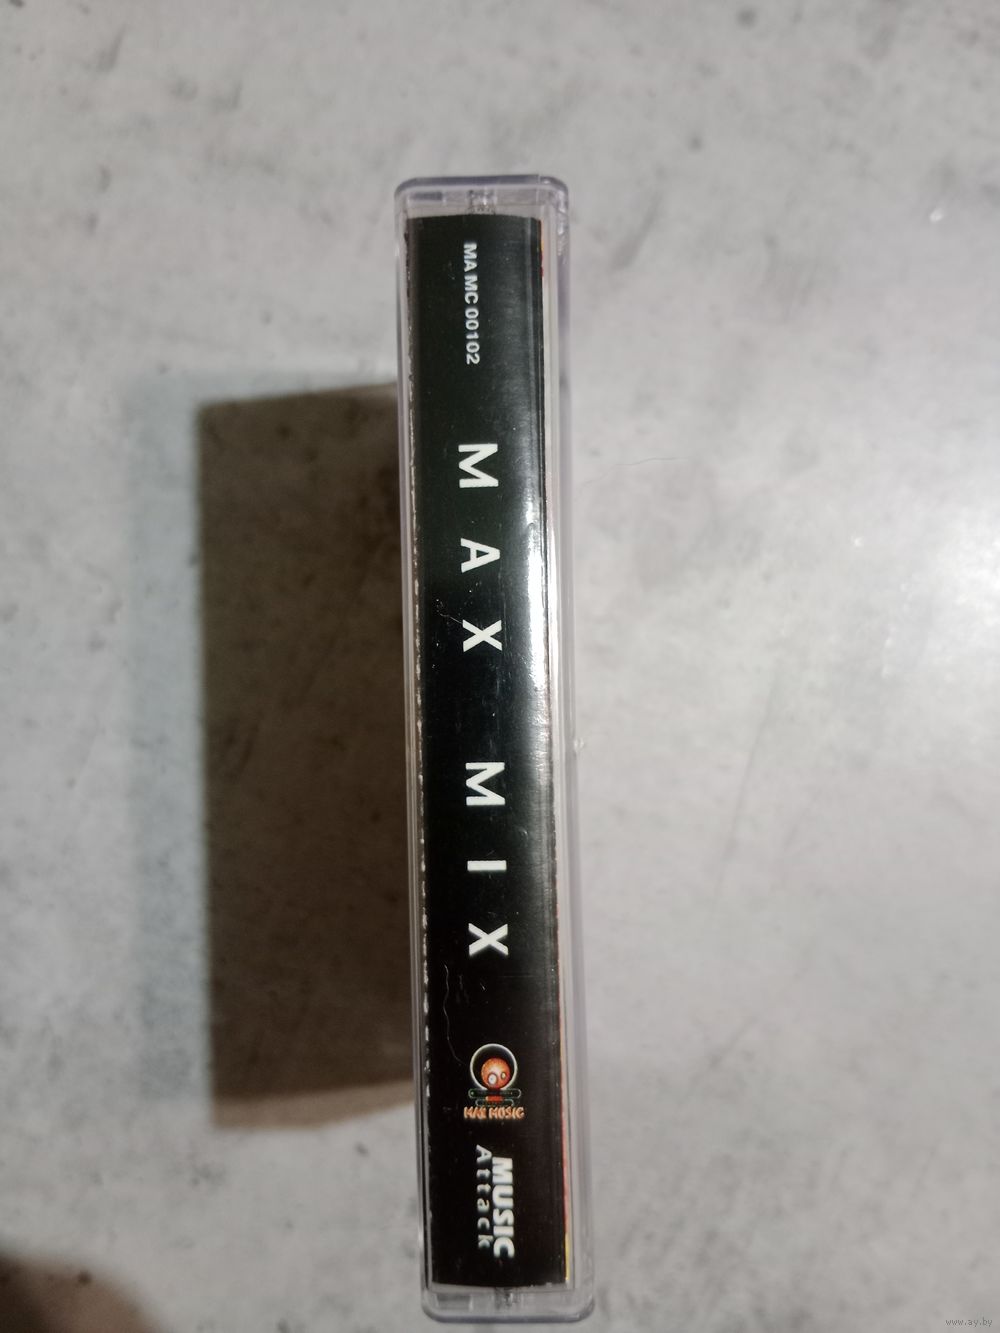 MA MC 00102
MAX MIX
MAX MUSIC
MUSIC
Attack
www.ay.by